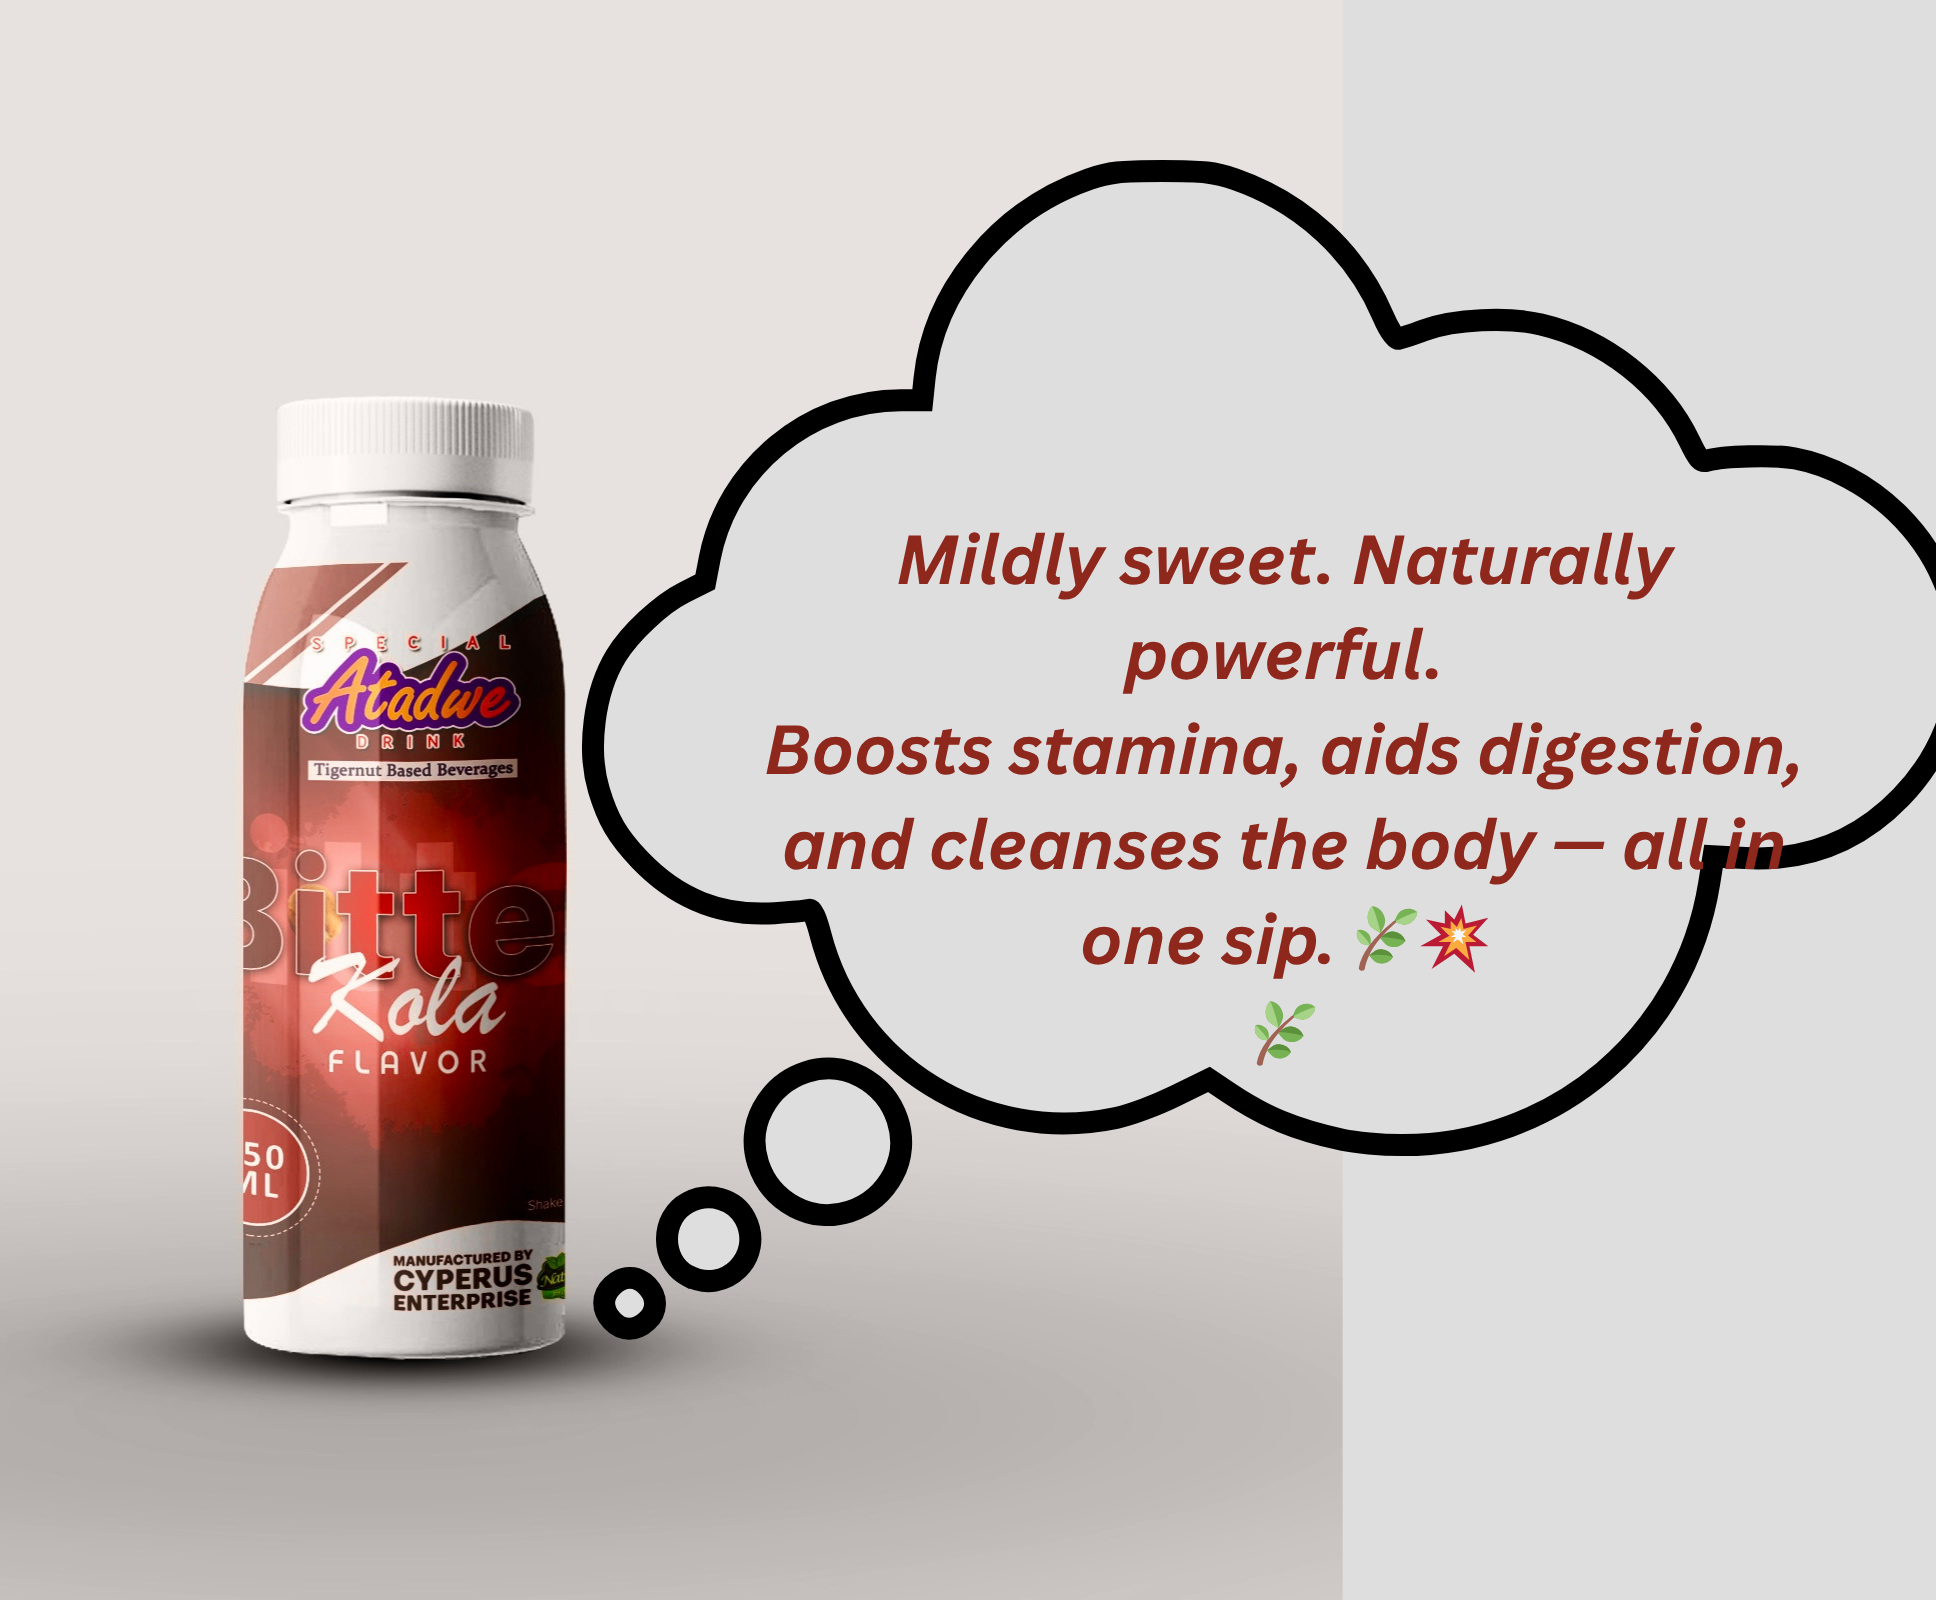 SPECIAL
Atadwe
DRINK
Tigernut Based Beverages
Bitte
Kola
FLAVOR
50
ML
Shake
MANUFACTURED BY
CYPERUS
ENTERPRISE
Mildly sweet. Naturally
powerful.
Boosts stamina, aids digestion,
and cleanses the body — all in
one sip. 🌿💥
🌿